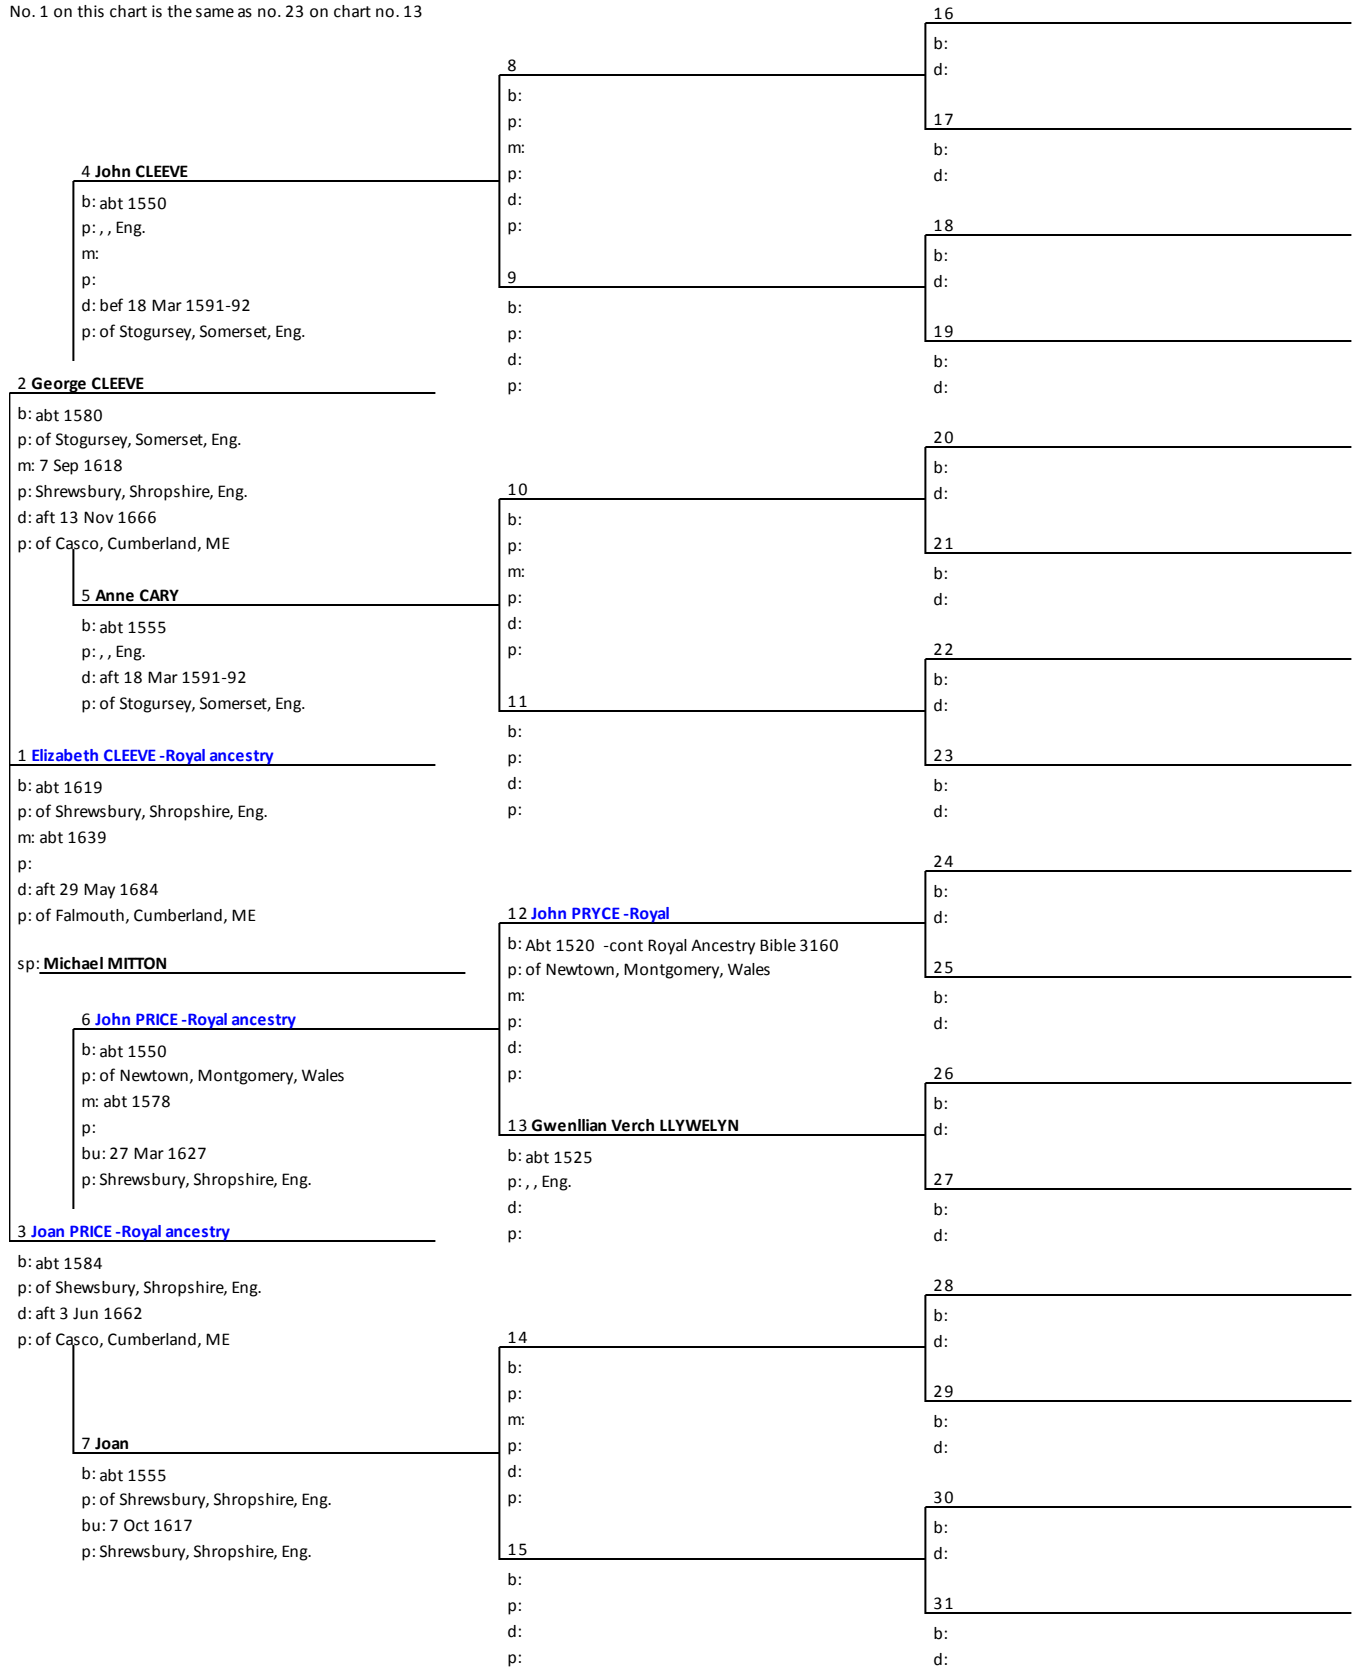 No. 1 on this chart is the same as no. 23 on chart no. 13
16
b:
d:
8
b:
p:
m:
p:
d:
p:
17
b:
d:
4 John CLEEVE
b: abt 1550
p: , , Eng.
m:
p:
d: bef 18 Mar 1591-92
p: of Stogursey, Somerset, Eng.
18
b:
d:
9
b:
p:
d:
p:
19
b:
d:
2 George CLEEVE
b: abt 1580
p: of Stogursey, Somerset, Eng.
m: 7 Sep 1618
p: Shrewsbury, Shropshire, Eng.
d: aft 13 Nov 1666
p: of Casco, Cumberland, ME
20
b:
d:
10
b:
p:
m:
p:
d:
p:
21
b:
d:
5 Anne CARY
b: abt 1555
p: , , Eng.
d: aft 18 Mar 1591-92
p: of Stogursey, Somerset, Eng.
22
b:
d:
11
b:
p:
d:
p:
23
b:
d:
1 Elizabeth CLEEVE -Royal ancestry
b: abt 1619
p: of Shrewsbury, Shropshire, Eng.
m: abt 1639
p:
d: aft 29 May 1684
p: of Falmouth, Cumberland, ME
sp: Michael MITTON
24
b:
d:
12 John PRYCE -Royal
b: Abt 1520 -cont Royal Ancestry Bible 3160
p: of Newtown, Montgomery, Wales
m:
p:
d:
p:
25
b:
d:
6 John PRICE -Royal ancestry
b: abt 1550
p: of Newtown, Montgomery, Wales
m: abt 1578
p:
bu: 27 Mar 1627
p: Shrewsbury, Shropshire, Eng.
26
b:
d:
13 Gwenllian Verch LLYWELYN
b: abt 1525
p: , , Eng.
d:
p:
27
b:
d:
3 Joan PRICE -Royal ancestry
b: abt 1584
p: of Shewsbury, Shropshire, Eng.
d: aft 3 Jun 1662
p: of Casco, Cumberland, ME
28
b:
d:
14
b:
p:
m:
p:
d:
p:
29
b:
d:
7 Joan
b: abt 1555
p: of Shrewsbury, Shropshire, Eng.
bu: 7 Oct 1617
p: Shrewsbury, Shropshire, Eng.
30
b:
d:
15
b:
p:
d:
p:
31
b:
d: